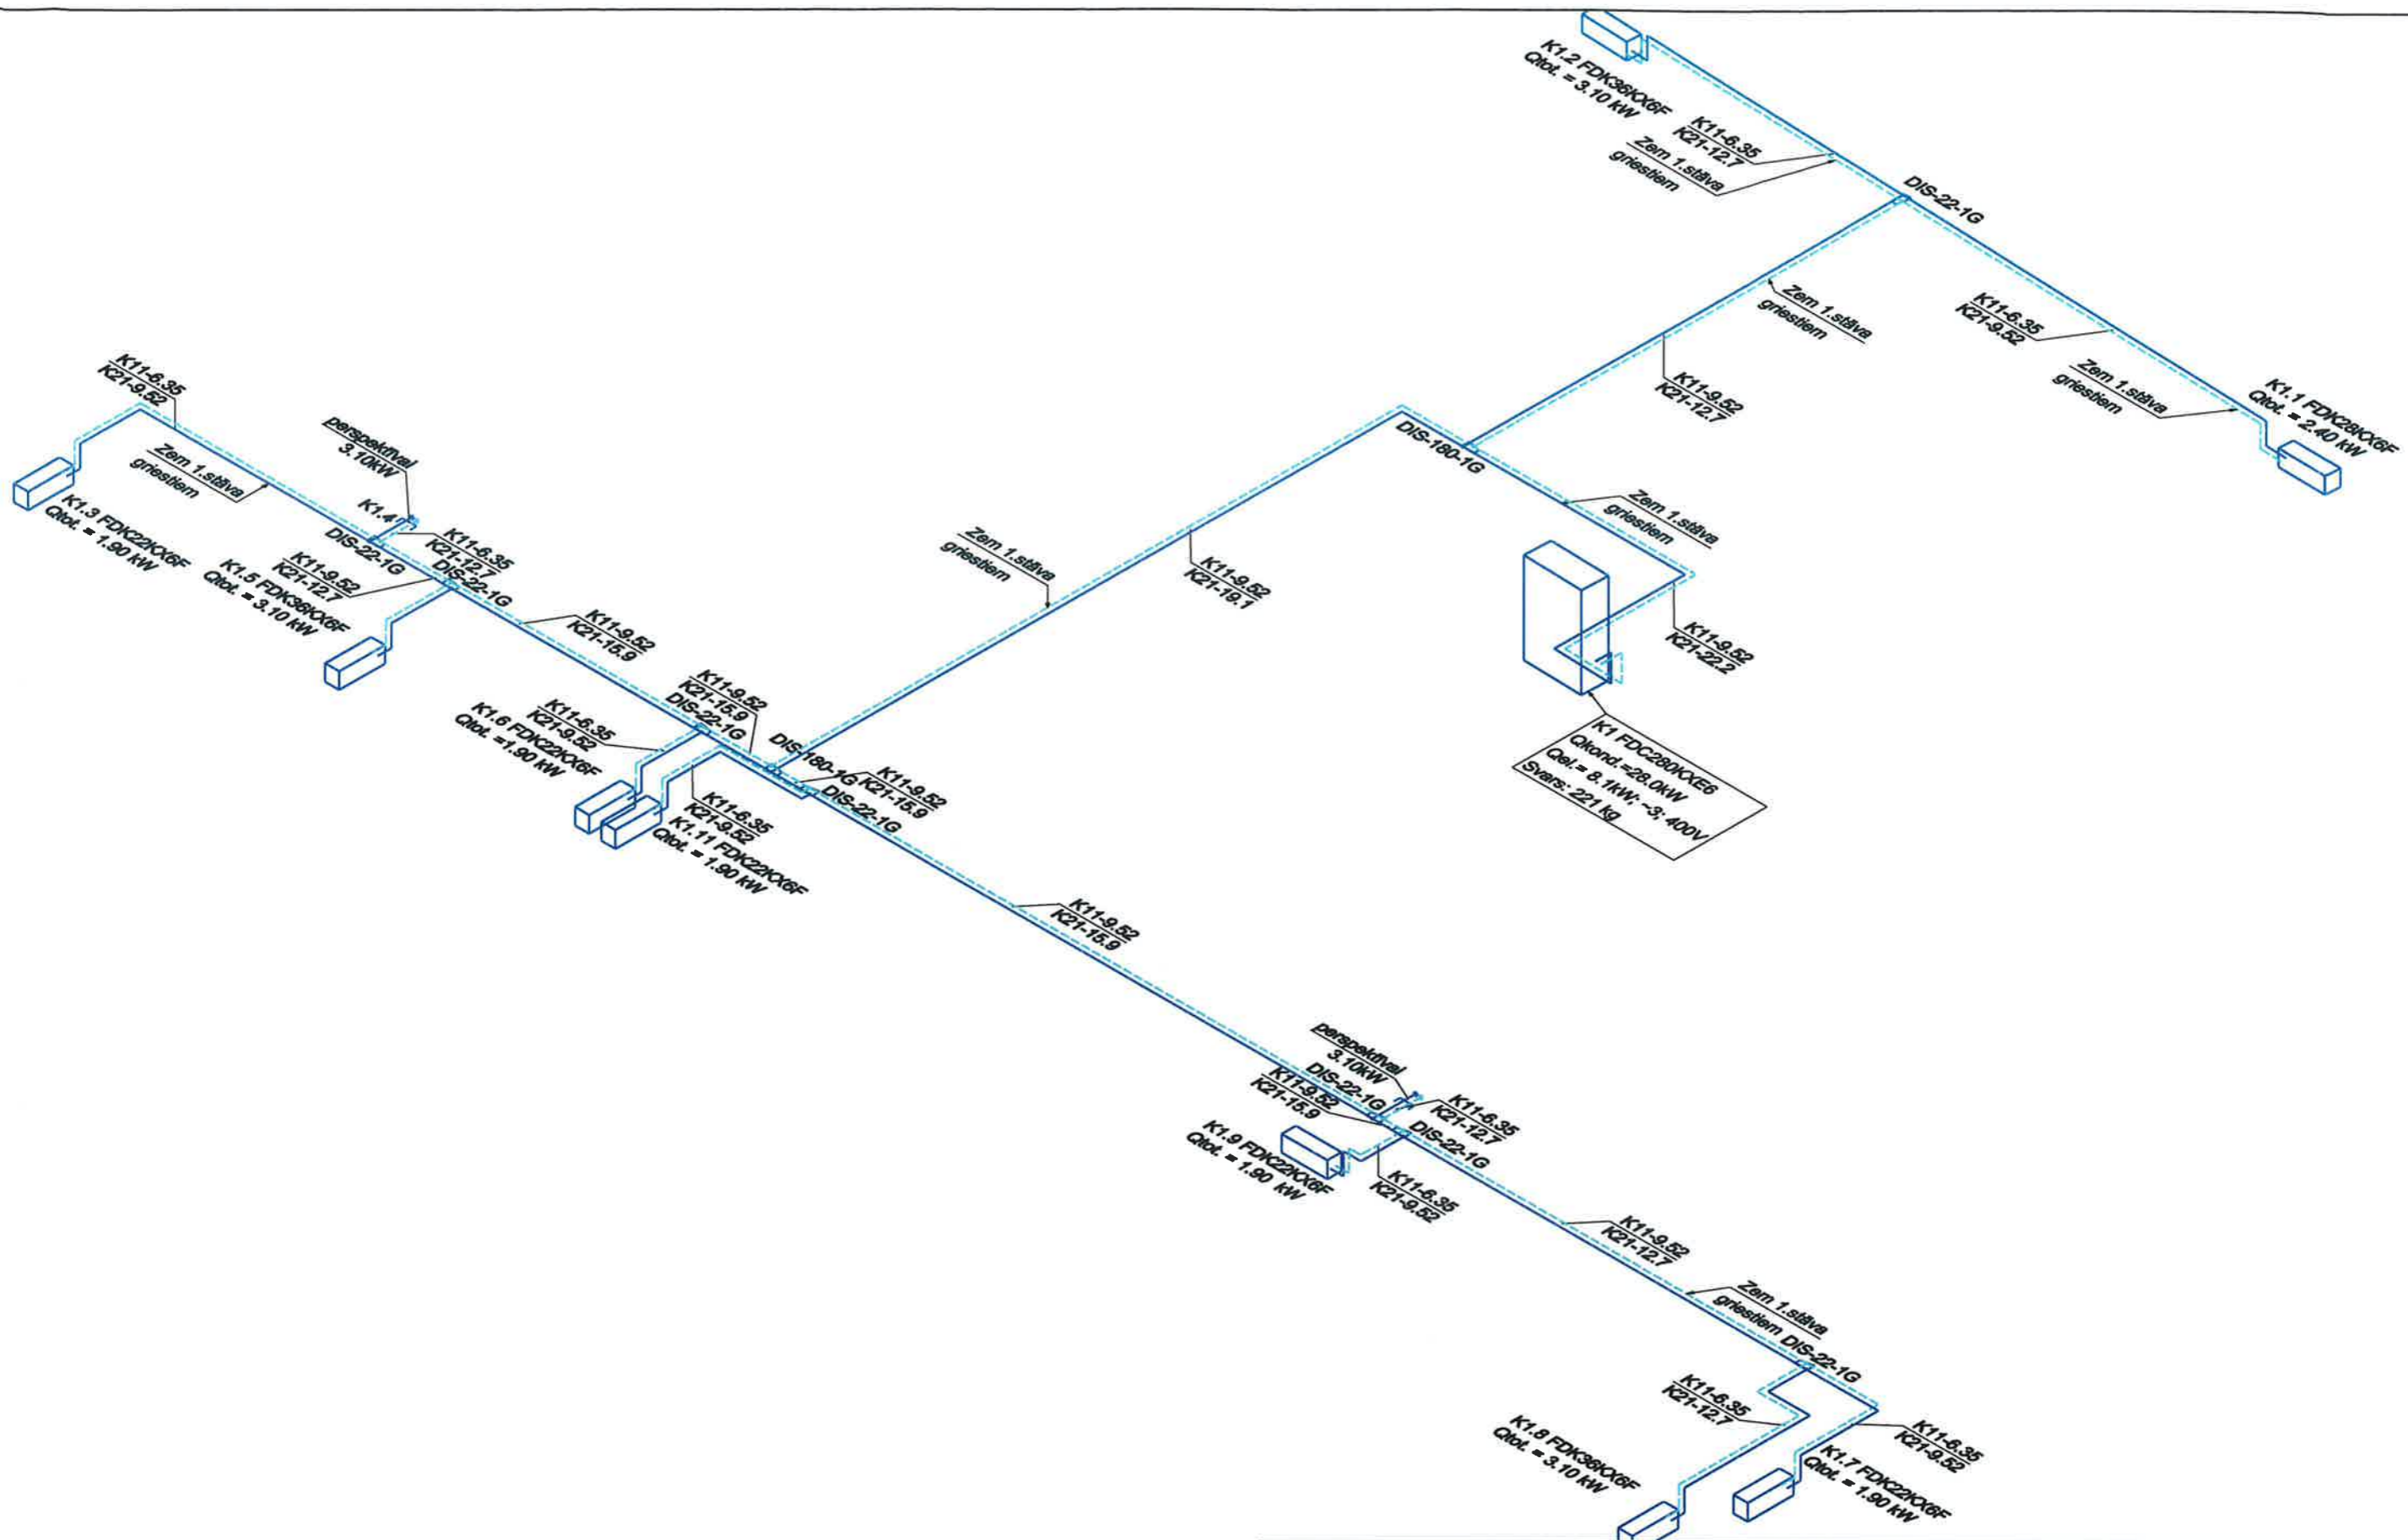 K1.2 FDK36KX6F
Qtot. = 3.10 kW
K11-6.35
K21-12.7
Zem 1.stāva
griestiem
DIS-22-1G
Zem 1.stāva
griestiem
K11-6.35
K21-9.52
Zem 1.stāva
griestiem
K1.1 FDK28KX6F
Qtot. = 2.40 kW
K11-9.52
K21-12.7
DIS-180-1G
Zem 1.stāva
griestiem
K11-6.35
K21-9.52
Zem 1.stāva
griestiem
perspektīvai
3.10kW
K1.4
K1.3 FDK22KX6F
Qtot. = 1.90 kW
DIS-22-1G
K11-6.35
K21-12.7
DIS-22-1G
K11-9.52
K21-12.7
K1.5 FDK36KX6F
Qtot. = 3.10 kW
K11-9.52
K21-15.9
Zem 1.stāva
griestiem
K11-9.52
K21-19.1
K11-9.52
K21-22.2
K1 FDC280KXE6
Qkond.=28.0kW
Qel.= 8.1kW; ~3; 400V
Svars: 221 kg
K11-9.52
K21-15.9
DIS-22-1G
K11-6.35
K21-9.52
K1.6 FDK22KX6F
Qtot. =1.90 kW
DIS-180-1G
K11-9.52
K21-15.9
DIS-22-1G
K11-6.35
K21-9.52
K1.11 FDK22KX6F
Qtot. = 1.90 kW
K11-9.52
K21-15.9
perspektīvai
3.10kW
DIS-22-1G
K11-9.52
K21-15.9
K11-6.35
K21-12.7
DIS-22-1G
K1.9 FDK22KX6F
Qtot. = 1.90 kW
K11-6.35
K21-9.52
K11-9.52
K21-12.7
Zem 1.stāva
griestiem
DIS-22-1G
K11-6.35
K21-12.7
K1.8 FDK36KX6F
Qtot. = 3.10 kW
K11-6.35
K21-9.52
K1.7 FDK22KX6F
Qtot. = 1.90 kW